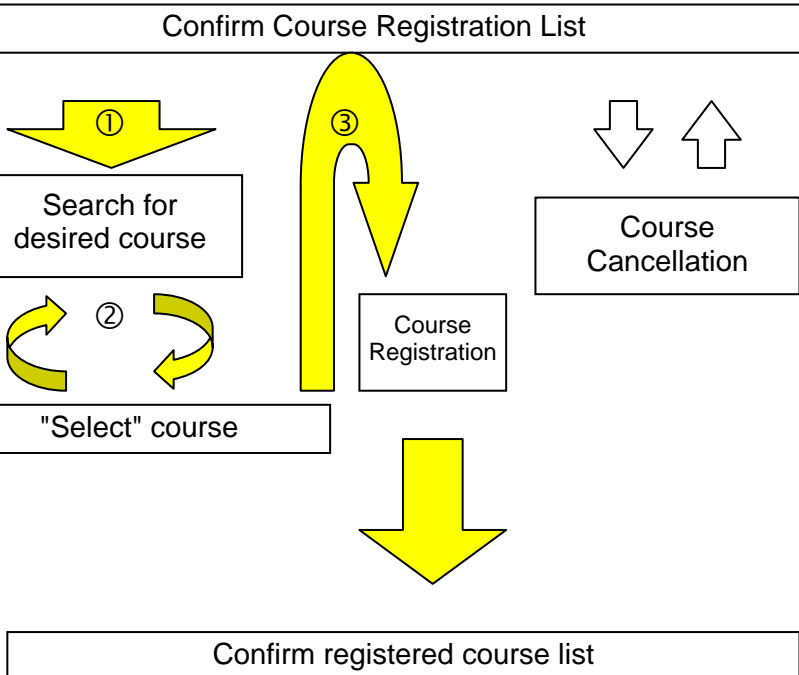 Confirm Course Registration List
①
Search for
desired course
②
"Select" course
③
Course
Registration
Course
Cancellation
Confirm registered course list